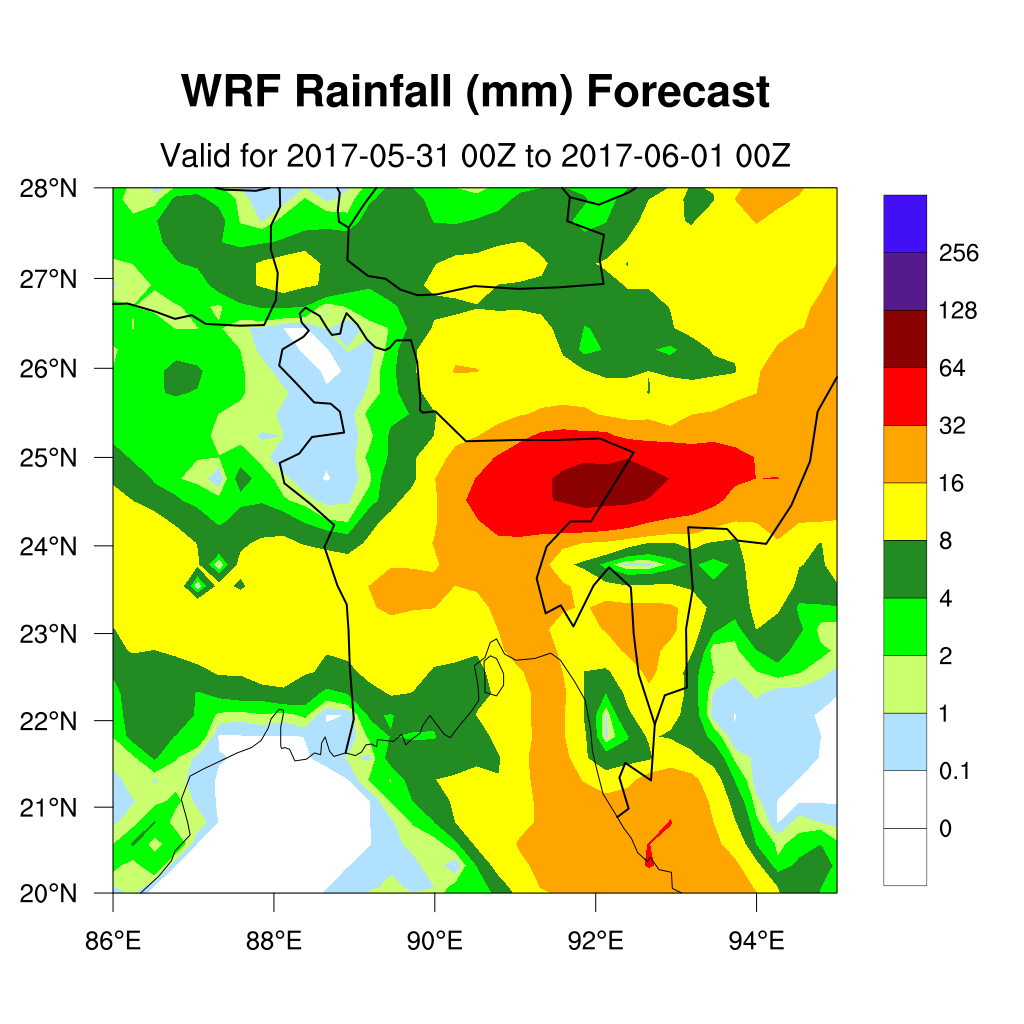 WRF Rainfall (mm) Forecast
Valid for 2017-05-31 00Z to 2017-06-01 00Z
28°N
27°N
26°N
25°N
24°N
23°N
22°N
21°N
20°N
86°E
88°E
90°E
92°E
94°E
256
128
64
32
16
8
4
2
1
0.1
0